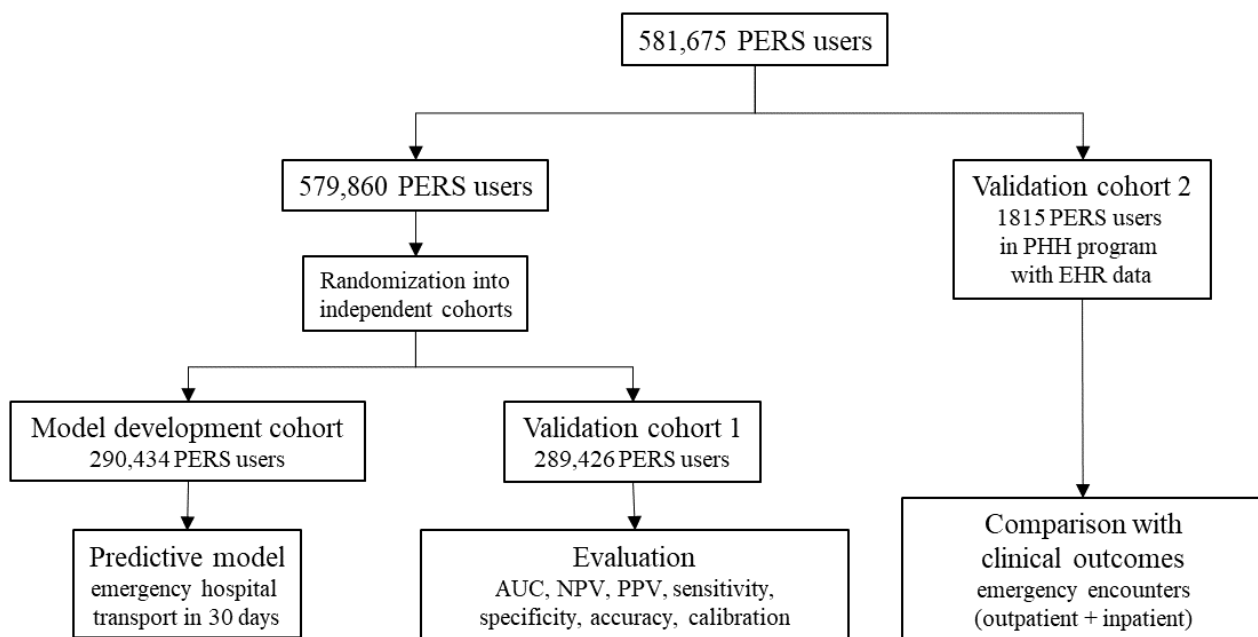 581,675 PERS users
579,860 PERS users
Validation cohort 2
1815 PERS users
in PHH program
with EHR data
Randomization into
independent cohorts
Model development cohort
290,434 PERS users
Validation cohort 1
289,426 PERS users
Predictive model
emergency hospital
transport in 30 days
Evaluation
AUC, NPV, PPV, sensitivity,
specificity, accuracy, calibration
Comparison with
clinical outcomes
emergency encounters
(outpatient + inpatient)